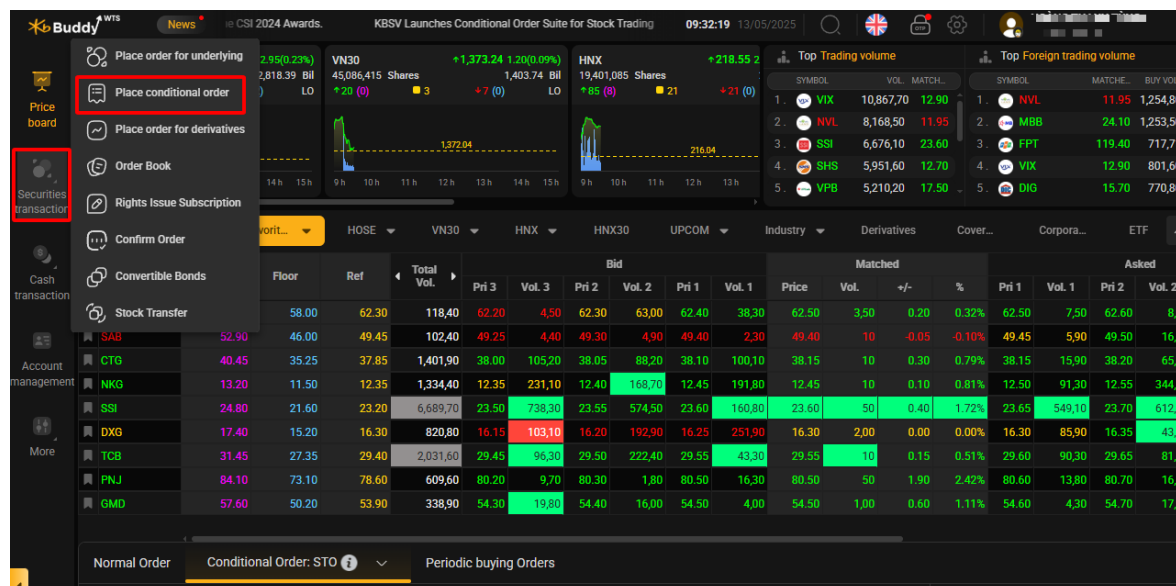 KBBuddy WTS
News
e CSI 2024 Awards. KBSV Launches Conditional Order Suite for Stock Trading
09:32:19 13/05/2025
OTP
Price board
Securities transaction
Cash transaction
Account management
More
Place order for underlying
Place conditional order
Place order for derivatives
Order Book
Rights Issue Subscription
Confirm Order
Convertible Bonds
Stock Transfer
2.95(0.23%)
2,818.39 Bil
) LO
14h 15h
VN30 ↑1,373.24 1.20(0.09%)
45,086,415 Shares 1,403.74 Bil
↑20 (0) 3 ↓7 (0) LO
1,372.04
9h 10h 11h 12h 13h 14h 15h
HNX ↑218.55 2
19,401,085 Shares
↑85 (8) 21 ↓21 (0)
216.04
9h 10h 11h 12h 13h
Top Trading volume
SYMBOL VOL. MATCH...
1. VIX 10,867,70 12.90
2. NVL 8,168,50 11.95
3. SSI 6,676,10 23.60
4. SHS 5,951,60 12.70
5. VPB 5,210,20 17.50
Top Foreign trading volume
SYMBOL MATCHE... BUY VOL
1. NVL 11.95 1,254,8
2. MBB 24.10 1,253,5
3. FPT 119.40 717,7
4. VIX 12.90 801,6
5. DIG 15.70 770,8
vorit... HOSE VN30 HNX HNX30 UPCOM Industry Derivatives Cover... Corpora... ETF
Floor Ref Total Vol. Bid Matched Asked
Pri 3 Vol. 3 Pri 2 Vol. 2 Pri 1 Vol. 1 Price Vol. +/- % Pri 1 Vol. 1 Pri 2 Vol. 2
58.00 62.30 118,40 62.20 4,50 62.30 63,00 62.40 38,30 62.50 3,50 0.20 0.32% 62.50 7,50 62.60 8,
SAB 52.90 46.00 49.45 102,40 49.25 4,40 49.30 4,90 49.40 2,30 49.40 10 -0.05 -0.10% 49.45 5,90 49.50 16,
CTG 40.45 35.25 37.85 1,401,90 38.00 105,20 38.05 88,20 38.10 100,10 38.15 10 0.30 0.79% 38.15 15,90 38.20 65,
NKG 13.20 11.50 12.35 1,334,40 12.35 231,10 12.40 168,70 12.45 191,80 12.45 10 0.10 0.81% 12.50 91,30 12.55 344,
SSI 24.80 21.60 23.20 6,689,70 23.50 738,30 23.55 574,50 23.60 160,80 23.60 50 0.40 1.72% 23.65 549,10 23.70 612,
DXG 17.40 15.20 16.30 820,80 16.15 103,10 16.20 192,90 16.25 251,90 16.30 2,00 0.00 0.00% 16.30 85,90 16.35 43,
TCB 31.45 27.35 29.40 2,031,60 29.45 96,30 29.50 222,40 29.55 43,30 29.55 10 0.15 0.51% 29.60 90,30 29.65 81,
PNJ 84.10 73.10 78.60 609,60 80.20 9,70 80.30 1,80 80.50 16,30 80.50 50 1.90 2.42% 80.60 13,80 80.70 16,
GMD 57.60 50.20 53.90 338,90 54.30 19,80 54.40 16,00 54.50 4,00 54.50 1,00 0.60 1.11% 54.60 4,30 54.70 17,
Normal Order Conditional Order: STO Periodic buying Orders